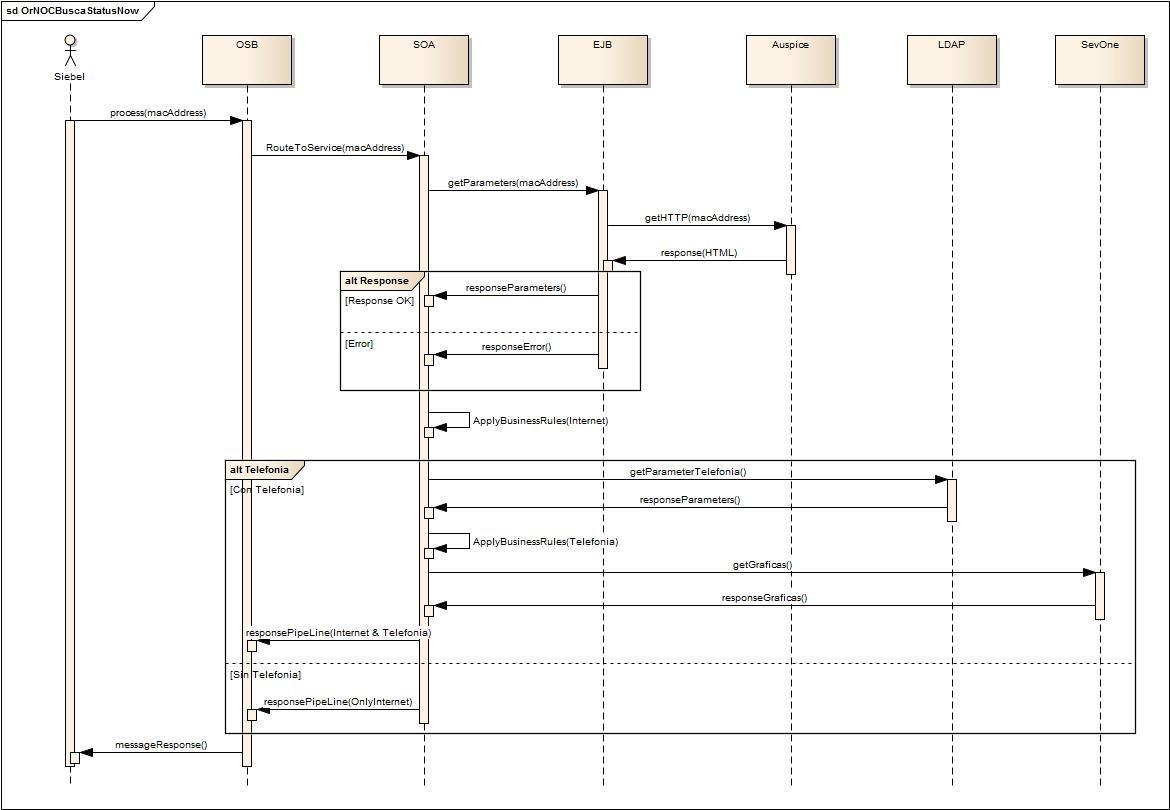 sd OrNOCBuscaStatusNow
Siebel
OSB
SOA
EJB
Auspice
LDAP
SevOne
process(macAddress)
RouteToService(macAddress)
getParameters(macAddress)
getHTTP(macAddress)
response(HTML)
alt Response
responseParameters()
[Response OK]
[Error]
responseError()
ApplyBusinessRules(Internet)
alt Telefonia
getParameterTelefonia()
[Con Telefonia]
responseParameters()
ApplyBusinessRules(Telefonia)
getGraficas()
responseGraficas()
responsePipeLine(Internet & Telefonia)
[Sin Telefonia]
responsePipeLine(OnlyInternet)
messageResponse()